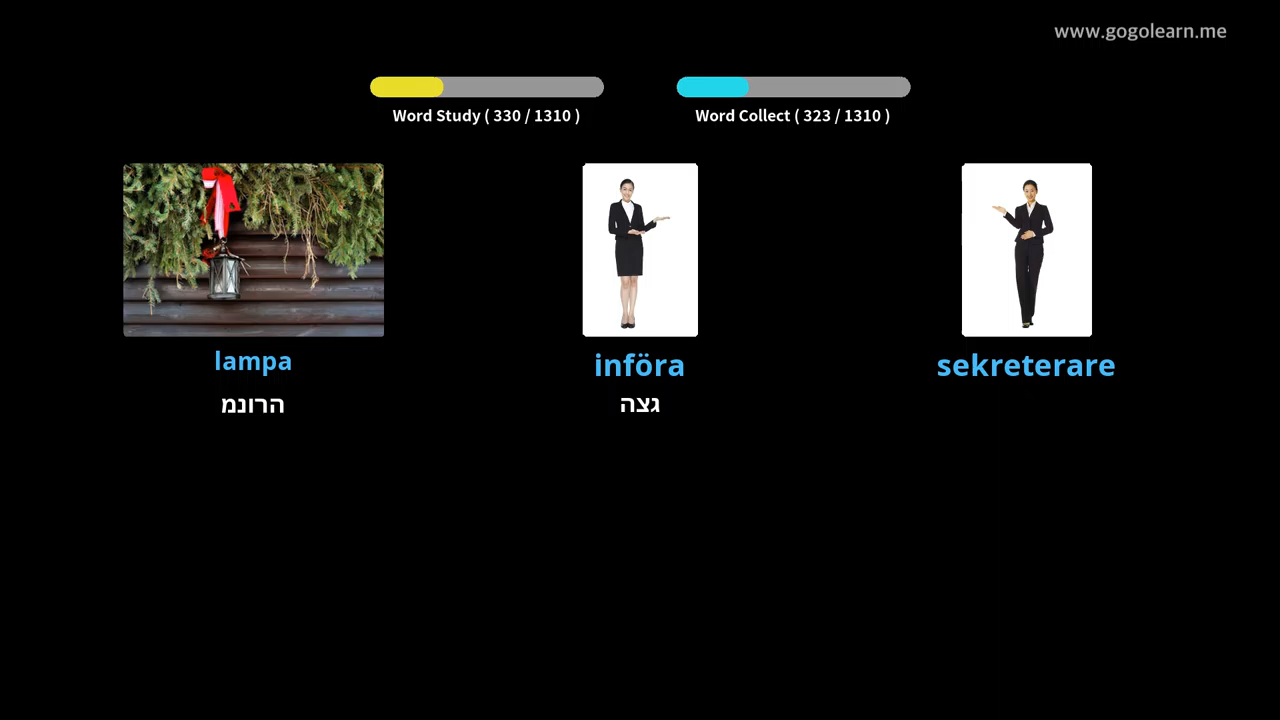 www.gogolearn.me
Word Study ( 330 / 1310 )
Word Collect ( 323 / 1310 )
lampa
הרונמ
införa
גצה
sekreterare